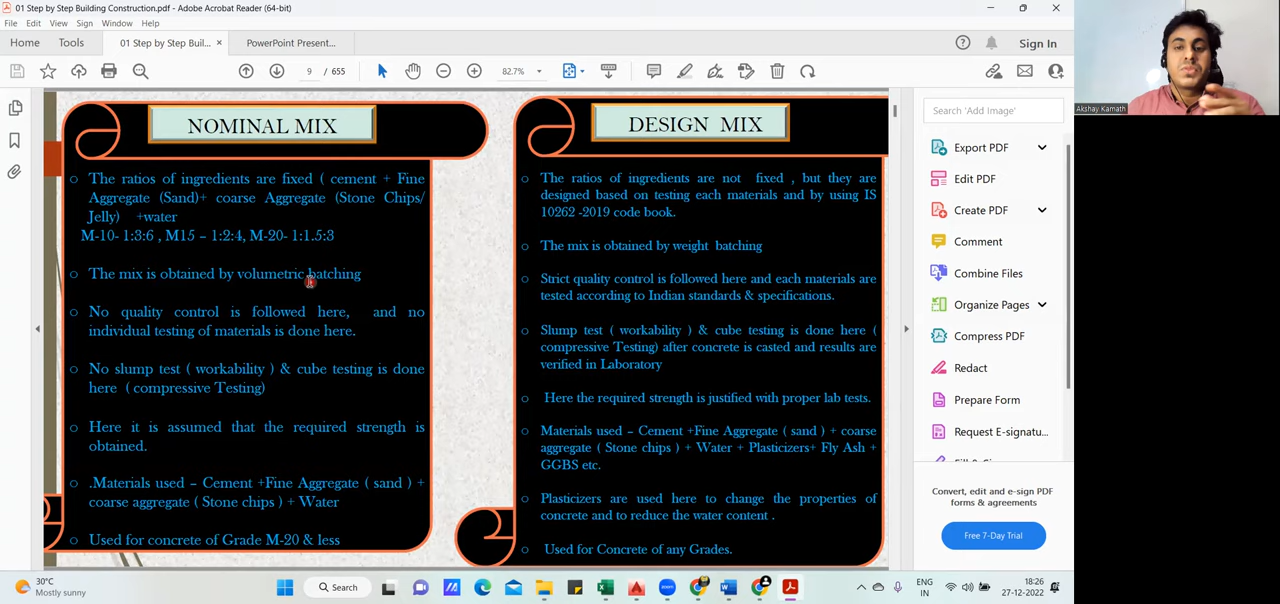 01 Step by Step Building Construction.pdf - Adobe Acrobat Reader (64-bit)
File Edit View Sign Window Help
Home Tools 01 Step by Step Buil... × PowerPoint Present... Sign In
9 / 655 82.7%
Akshay Kamath
NOMINAL MIX
The ratios of ingredients are fixed ( cement + Fine
Aggregate (Sand)+ coarse Aggregate (Stone Chips/
Jelly) +water
M-10- 1:3:6 , M15 – 1:2:4, M-20- 1:1.5:3
The mix is obtained by volumetric batching
No quality control is followed here, and no
individual testing of materials is done here.
No slump test ( workability ) & cube testing is done
here ( compressive Testing)
Here it is assumed that the required strength is
obtained.
.Materials used – Cement +Fine Aggregate ( sand ) +
coarse aggregate ( Stone chips ) + Water
Used for concrete of Grade M-20 & less
DESIGN MIX
The ratios of ingredients are not fixed , but they are
designed based on testing each materials and by using IS
10262 -2019 code book.
The mix is obtained by weight batching
Strict quality control is followed here and each materials are
tested according to Indian standards & specifications.
Slump test ( workability ) & cube testing is done here (
compressive Testing) after concrete is casted and results are
verified in Laboratory
Here the required strength is justified with proper lab tests.
Materials used – Cement +Fine Aggregate ( sand ) + coarse
aggregate ( Stone chips ) + Water + Plasticizers+ Fly Ash +
GGBS etc.
Plasticizers are used here to change the properties of
concrete and to reduce the water content .
Used for Concrete of any Grades.
Search 'Add Image'
Export PDF
Edit PDF
Create PDF
Comment
Combine Files
Organize Pages
Compress PDF
Redact
Prepare Form
Request E-signatu...
Convert, edit and e-sign PDF
forms & agreements
Free 7-Day Trial
30°C
Mostly sunny
Search
ENG
IN
18:26
27-12-2022